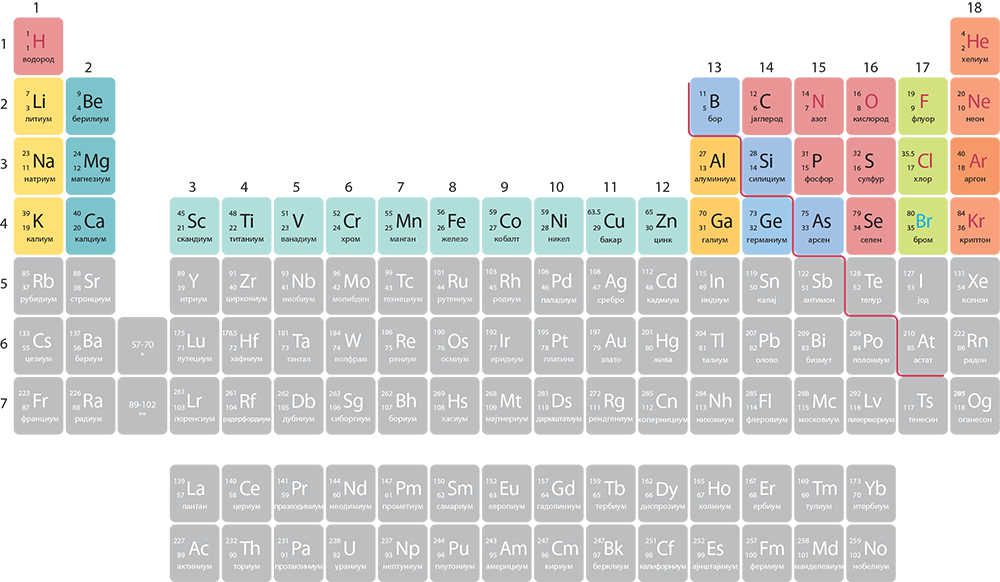 1 18
1 1 H 1 4 He 2
водород 2 13 14 15 16 17 хелиум
2 7 Li 3 9 Be 4 11 B 5 12 C 6 14 N 7 16 O 8 19 F 9 20 Ne 10
литиум берилиум бор јаглерод азот кислород флуор неон
3 23 Na 11 24 Mg 12 27 Al 13 28 Si 14 31 P 15 32 S 16 35.5 Cl 17 40 Ar 18
натриум магнезиум 3 4 5 6 7 8 9 10 11 12 алуминиум силициум фосфор сулфур хлор аргон
4 39 K 19 40 Ca 20 45 Sc 21 48 Ti 22 51 V 23 52 Cr 24 55 Mn 25 56 Fe 26 59 Co 27 59 Ni 28 63.5 Cu 29 65 Zn 30 70 Ga 31 73 Ge 32 75 As 33 79 Se 34 80 Br 35 84 Kr 36
калиум калциум скандиум титаниум ванадиум хром манган железо кобалт никел бакар цинк галиум германиум арсен селен бром криптон
5 85 Rb 37 88 Sr 38 89 Y 39 91 Zr 40 93 Nb 41 96 Mo 42 99 Tc 43 101 Ru 44 103 Rh 45 106 Pd 46 108 Ag 47 112 Cd 48 115 In 49 119 Sn 50 122 Sb 51 128 Te 52 127 I 53 131 Xe 54
рубидиум стронциум итриум циркониум ниобиум молибден технециум рутениум родиум паладиум сребро кадмиум индиум калај антимон телур јод ксенон
6 133 Cs 55 137 Ba 56 57-70 * 175 Lu 71 178.5 Hf 72 181 Ta 73 184 W 74 186 Re 75 190 Os 76 192 Ir 77 195 Pt 78 197 Au 79 201 Hg 80 204 Tl 81 207 Pb 82 209 Bi 83 209 Po 84 210 At 85 222 Rn 86
цезиум бариум лутециум хафниум тантал волфрам рениум осмиум иридиум платина злато жива талиум олово бизмут полониум астат радон
7 223 Fr 87 226 Ra 88 89-102 ** 261 Lr 103 261 Rf 104 262 Db 105 263 Sg 106 262 Bh 107 269 Hs 108 268 Mt 109 281 Ds 110 272 Rg 111 285 Cn 112 284 Nh 113 285 Fl 114 288 Mc 115 292 Lv 116 Ts 117 295 Og 118
франциум радиум лоренсиум радерфордиум дубниум сиборгиум бориум хасиум мајтнериум дармштатиум рендгениум копернициум нихомиум флеровиум московиум ливермориум тенесин оганесон
139 La 57 140 Ce 58 141 Pr 59 144 Nd 60 147 Pm 61 150 Sm 62 152 Eu 63 157 Gd 64 159 Tb 65 162 Dy 66 165 Ho 67 167 Er 68 169 Tm 69 173 Yb 70
лантан цериум празеодимиум неодимиум прометиум самариум европиум гадолиниум тербиум диспрозиум холмиум ербиум тулиум итербиум
227 Ac 89 232 Th 90 231 Pa 91 238 U 92 237 Np 93 244 Pu 94 243 Am 95 247 Cm 96 247 Bk 97 251 Cf 98 252 Es 99 257 Fm 100 258 Md 101 259 No 102
актиниум ториум протактиниум ураниум нептуниум плутониум америциум кириум берклиум калифорниум ајнштајниум фермиум манделевиум нобелиум